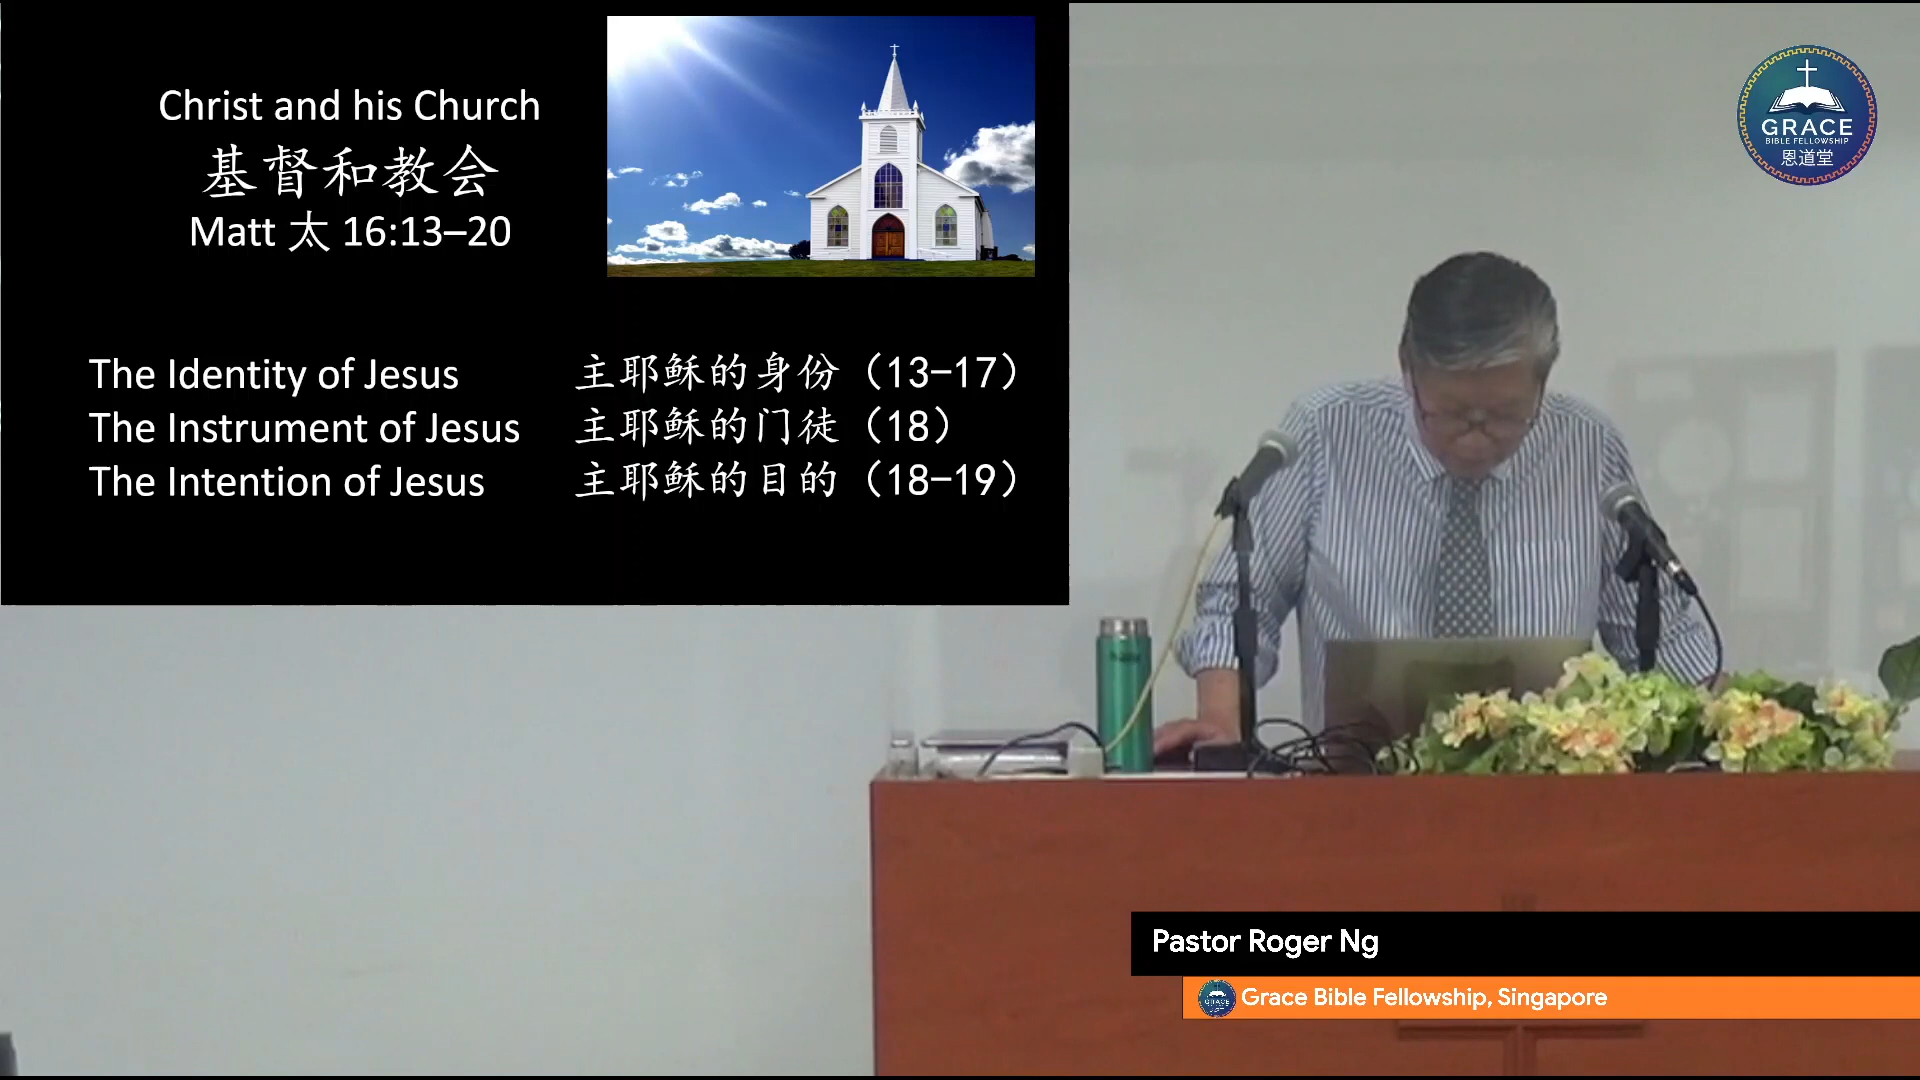 Christ and his Church
基督和教会
Matt 太 16:13–20
The Identity of Jesus 主耶稣的身份（13–17）
The Instrument of Jesus 主耶稣的门徒（18）
The Intention of Jesus 主耶稣的目的（18–19）
GRACE
BIBLE FELLOWSHIP
恩道堂
Pastor Roger Ng
GRACE
Grace Bible Fellowship, Singapore